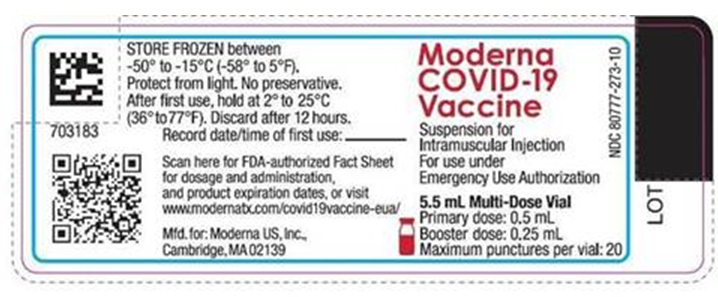 STORE FROZEN between
-50° to -15°C (-58° to 5°F).
Protect from light. No preservative.
After first use, hold at 2° to 25°C
(36° to 77°F). Discard after 12 hours.
Record date/time of first use:
703183
Scan here for FDA-authorized Fact Sheet
for dosage and administration,
and product expiration dates, or visit
www.modernatx.com/covid19vaccine-eua/
Mfd. for: Moderna US, Inc.,
Cambridge, MA 02139
Moderna
COVID-19
Vaccine
Suspension for
Intramuscular Injection
For use under
Emergency Use Authorization
5.5 mL Multi-Dose Vial
Primary dose: 0.5 mL
Booster dose: 0.25 mL
Maximum punctures per vial: 20
NDC 80777-273-10
LOT